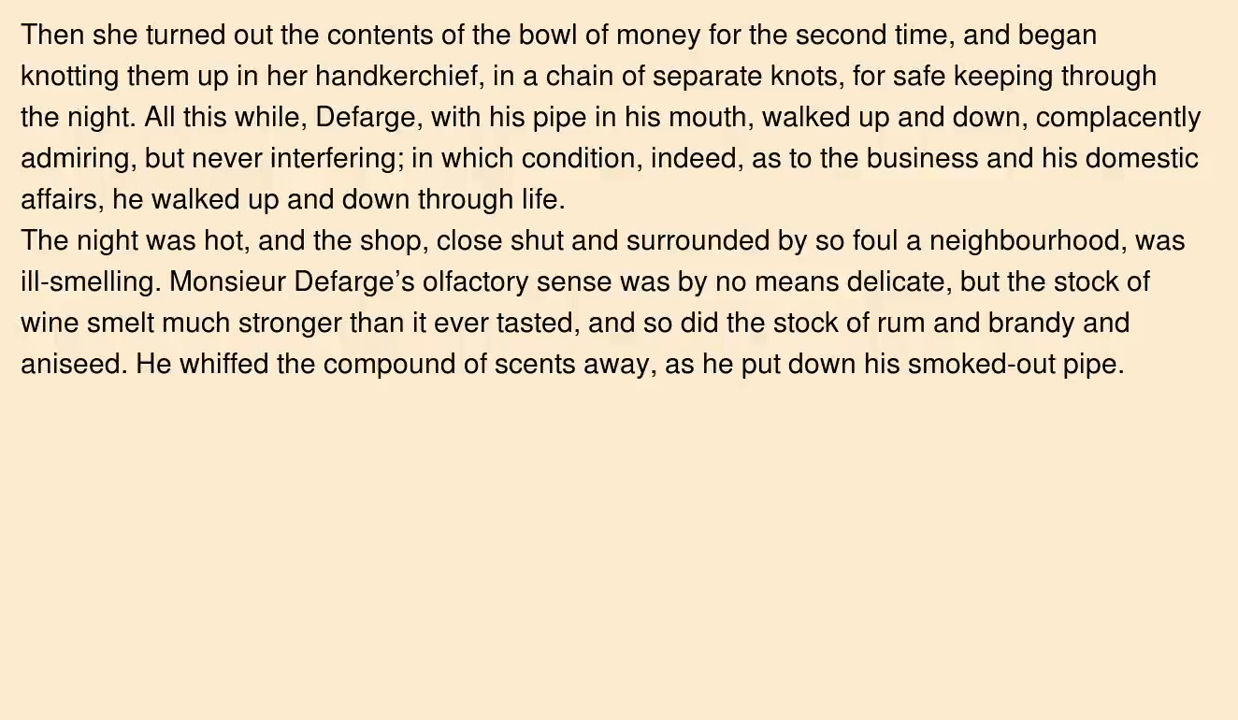 Then she turned out the contents of the bowl of money for the second time, and began
knotting them up in her handkerchief, in a chain of separate knots, for safe keeping through
the night. All this while, Defarge, with his pipe in his mouth, walked up and down, complacently
admiring, but never interfering; in which condition, indeed, as to the business and his domestic
affairs, he walked up and down through life.
The night was hot, and the shop, close shut and surrounded by so foul a neighbourhood, was
ill-smelling. Monsieur Defarge’s olfactory sense was by no means delicate, but the stock of
wine smelt much stronger than it ever tasted, and so did the stock of rum and brandy and
aniseed. He whiffed the compound of scents away, as he put down his smoked-out pipe.